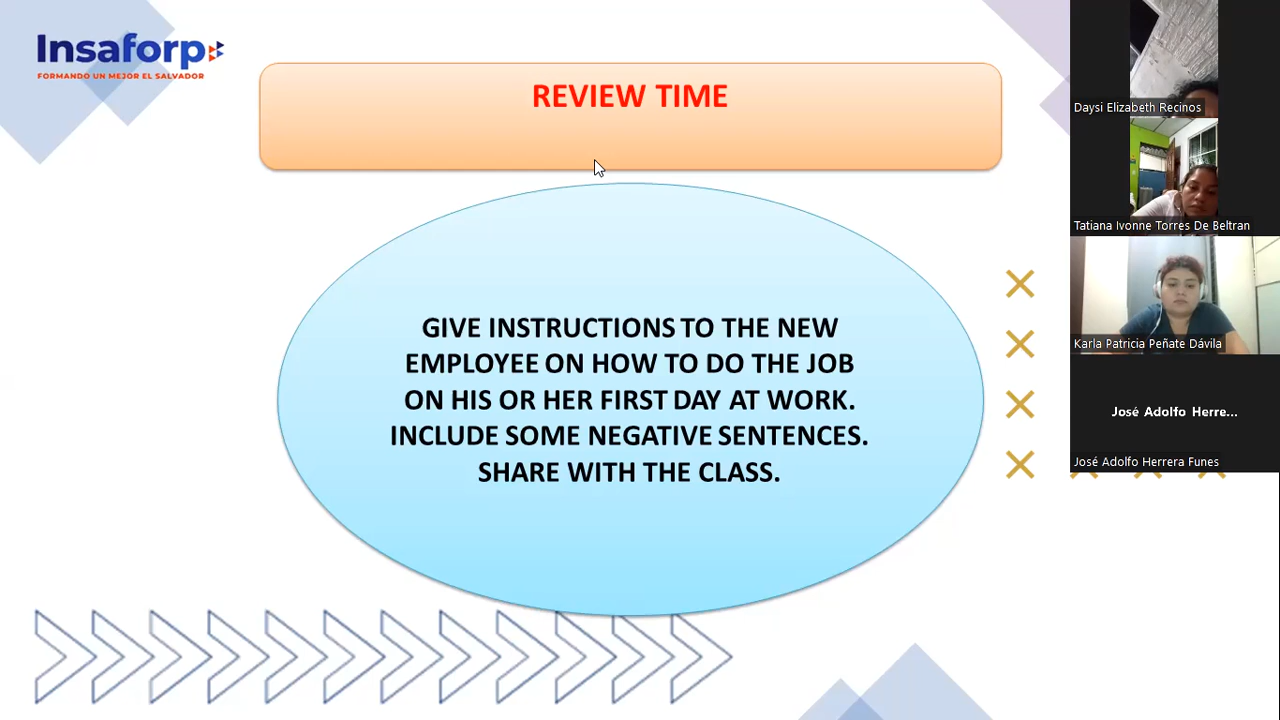 Insaforp
FORMANDO UN MEJOR EL SALVADOR
REVIEW TIME
GIVE INSTRUCTIONS TO THE NEW
EMPLOYEE ON HOW TO DO THE JOB
ON HIS OR HER FIRST DAY AT WORK.
INCLUDE SOME NEGATIVE SENTENCES.
SHARE WITH THE CLASS.
Daysi Elizabeth Recinos
Tatiana Ivonne Torres De Beltran
Karla Patricia Peñate Dávila
José Adolfo Herre...
José Adolfo Herrera Funes